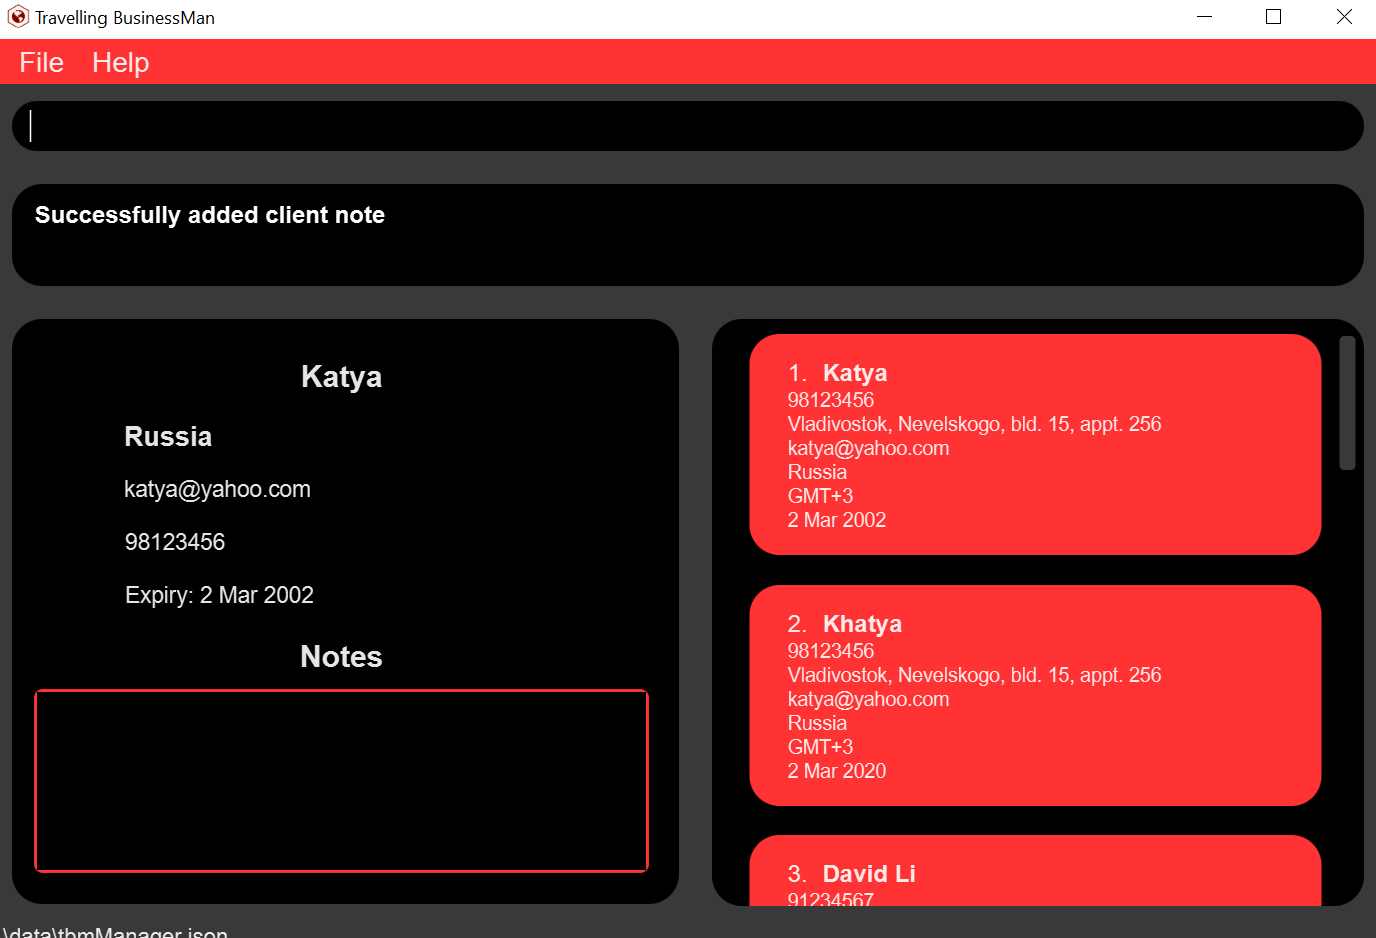 Travelling BusinessMan
File Help
Successfully added client note
Katya
Russia
katya@yahoo.com
98123456
Expiry: 2 Mar 2002
Notes
1. Katya
98123456
Vladivostok, Nevelskogo, bld. 15, appt. 256
katya@yahoo.com
Russia
GMT+3
2 Mar 2002
2. Khatya
98123456
Vladivostok, Nevelskogo, bld. 15, appt. 256
katya@yahoo.com
Russia
GMT+3
2 Mar 2020
3. David Li
91234567
\data\tbmManager.json